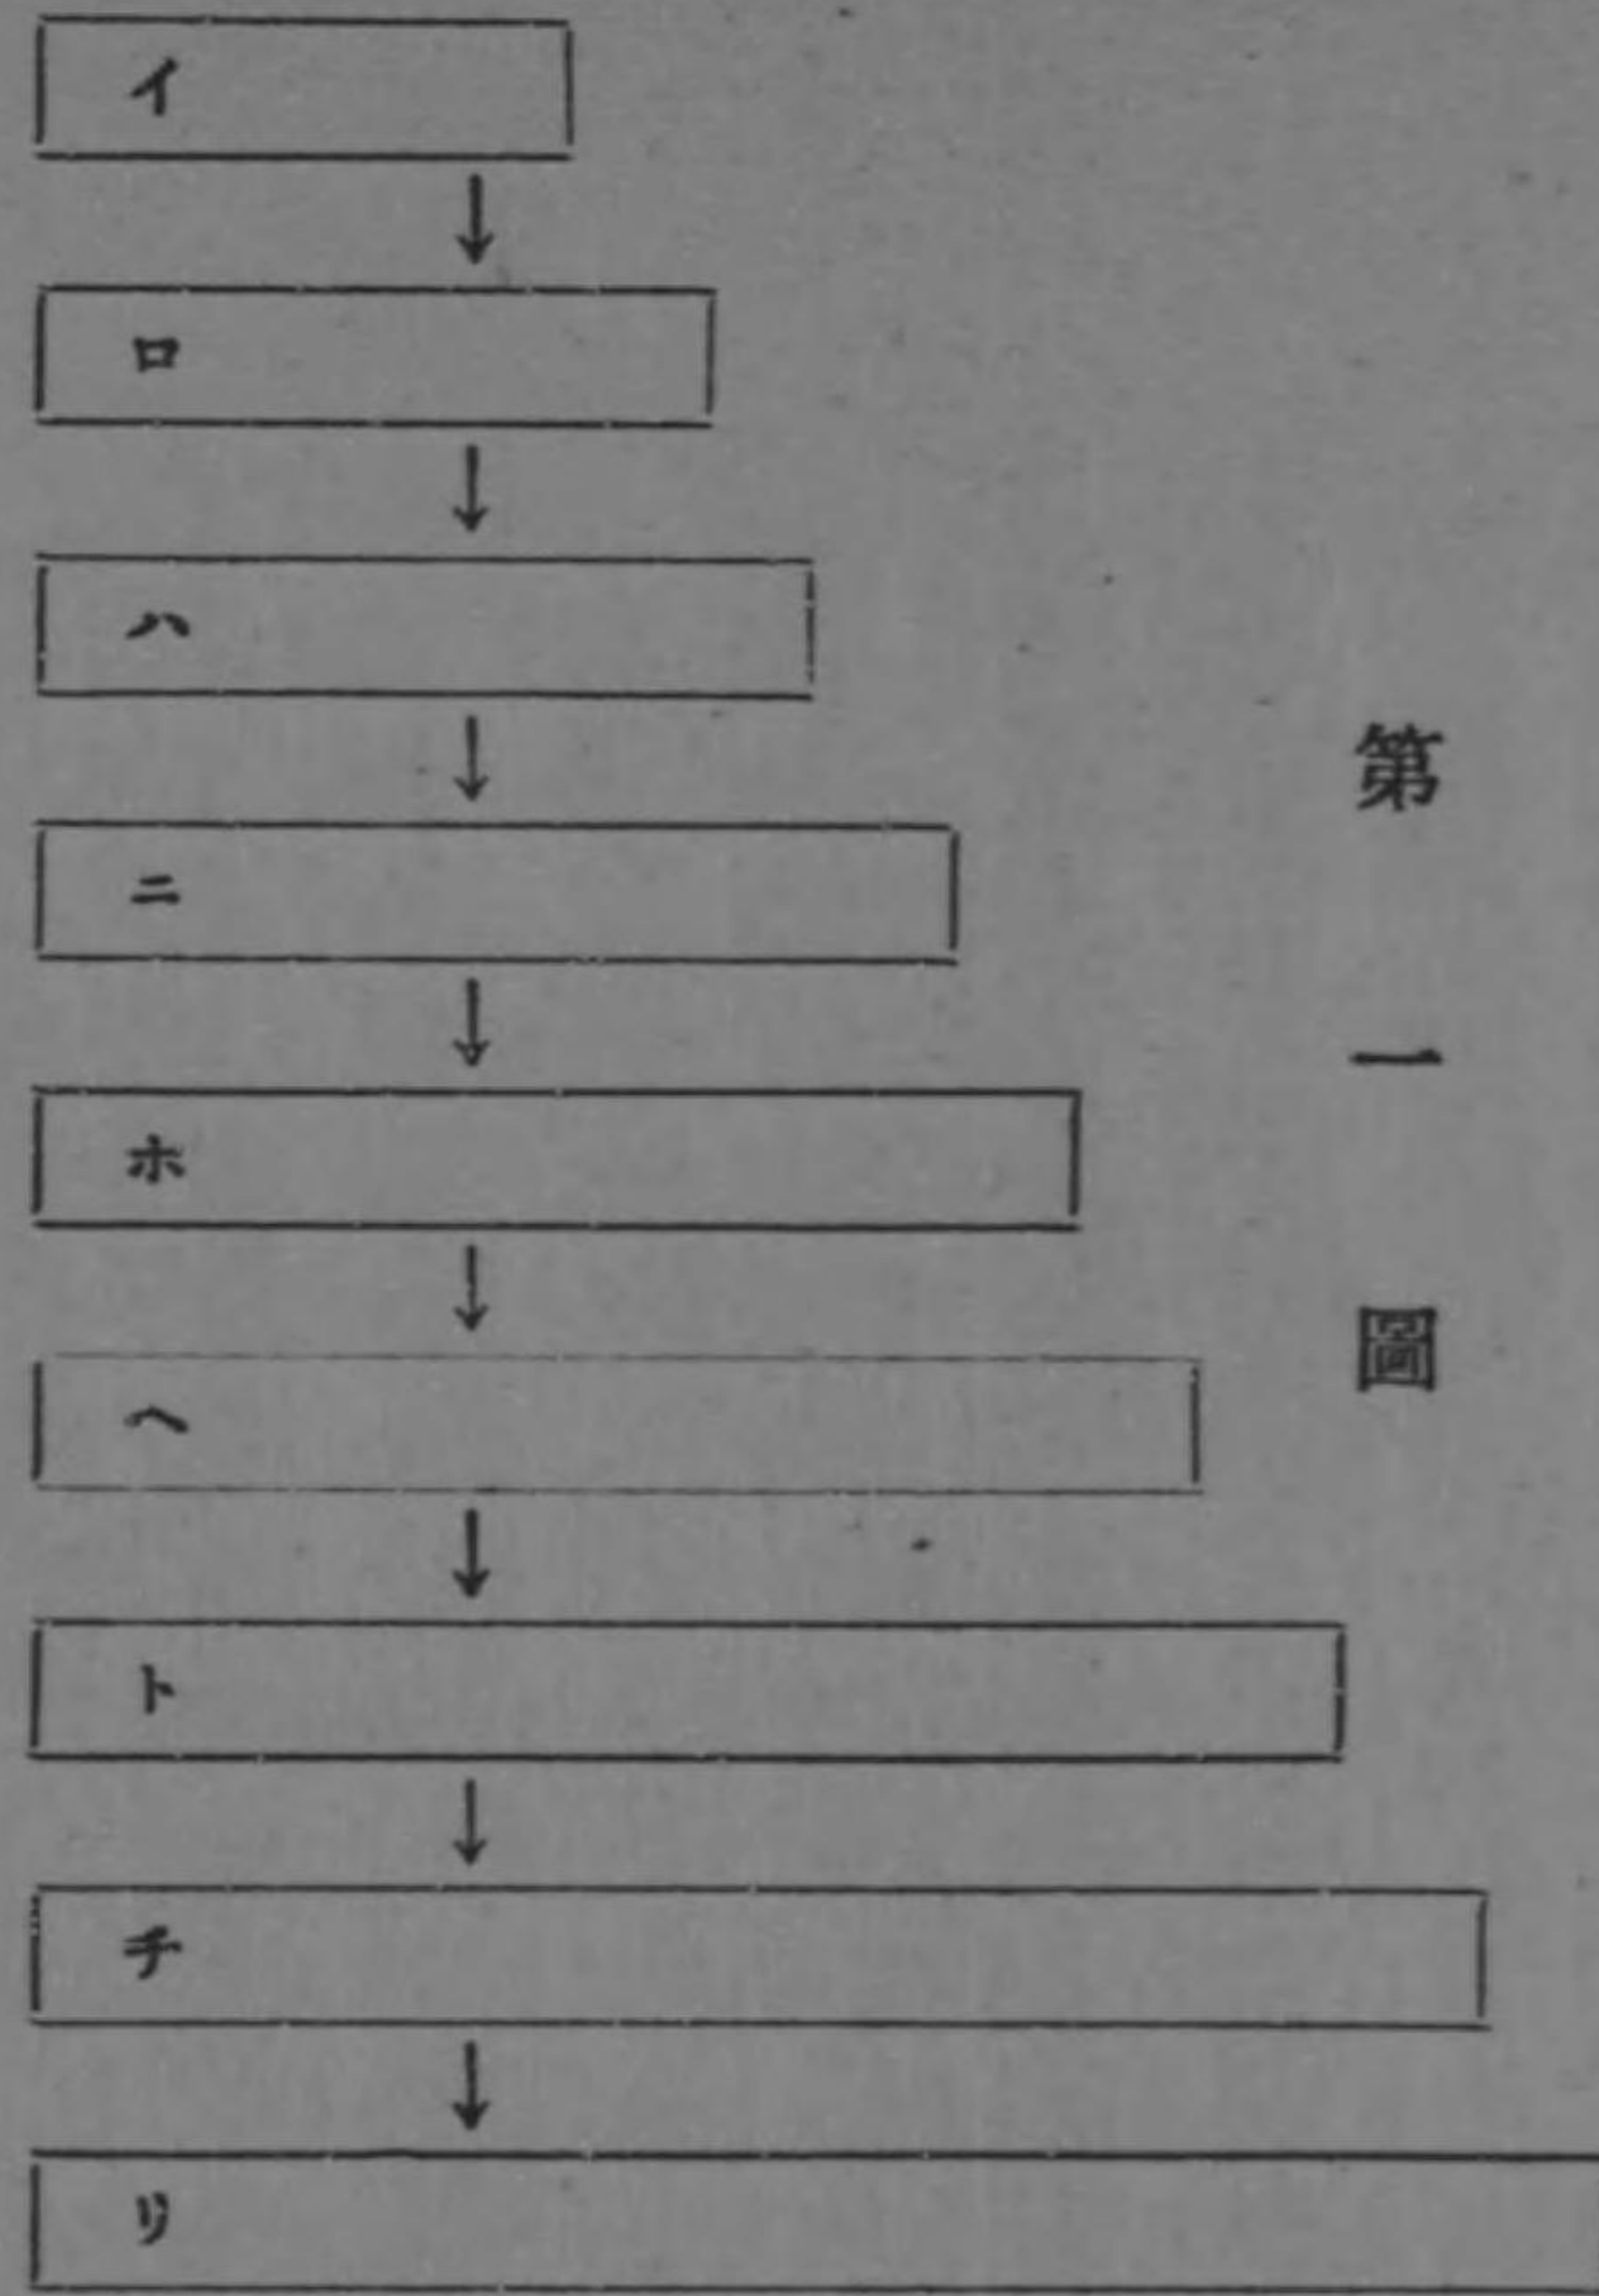 第一圖
イ
ロ
ハ
ニ
ホ
ヘ
ト
チ
リ